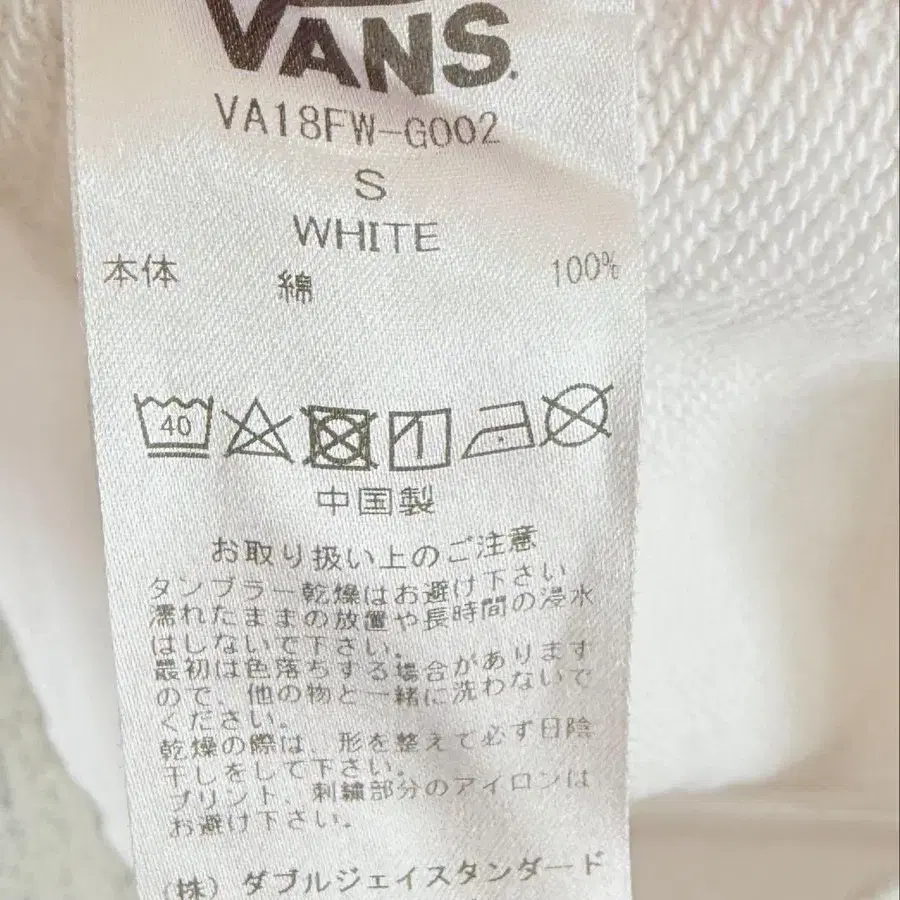 VANS
VA18FW-G002
S
WHITE
本体 綿 100%
40
中国製
お取り扱い上のご注意
タンブラー乾燥はお避け下さい
濡れたままの放置や長時間の浸水
はしないで下さい。
最初は色落ちする場合があります
ので、他の物と一緒に洗わないで
ください。
乾燥の際は、形を整えて必ず日陰
干しをして下さい。
プリント、刺繍部分のアイロンは
お避け下さい。
(株) ダブルジェイスタンダード